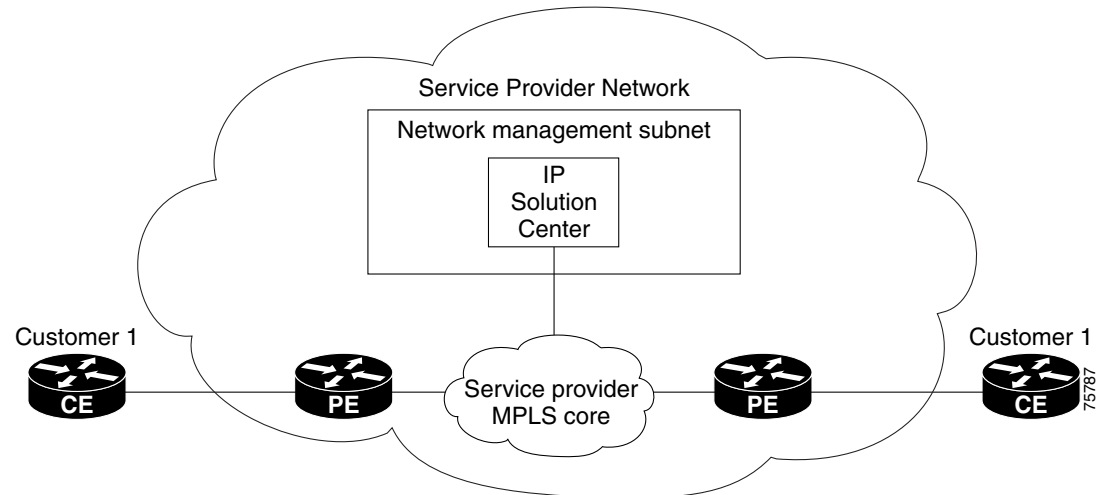 Service Provider Network
Network management subnet
IP
Solution
Center
Customer 1
Customer 1
CE
PE
Service provider
MPLS core
PE
CE
75787